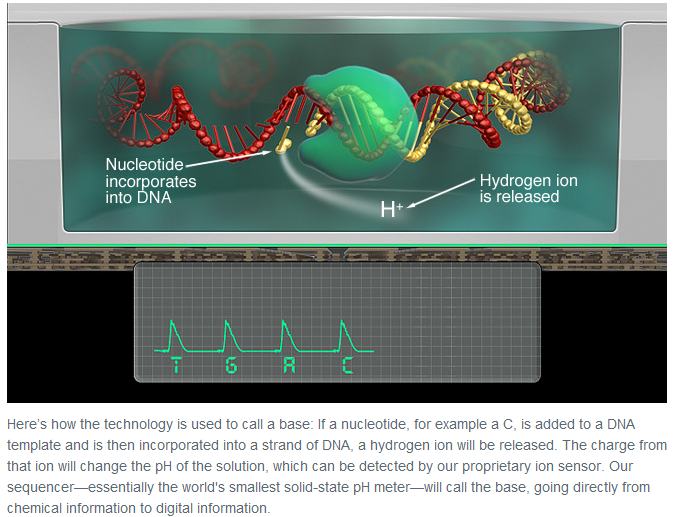 Nucleotide
incorporates
into DNA
Hydrogen ion
is released
H+
T G A C
Here’s how the technology is used to call a base: If a nucleotide, for example a C, is added to a DNA
template and is then incorporated into a strand of DNA, a hydrogen ion will be released. The charge from
that ion will change the pH of the solution, which can be detected by our proprietary ion sensor. Our
sequencer—essentially the world's smallest solid-state pH meter—will call the base, going directly from
chemical information to digital information.